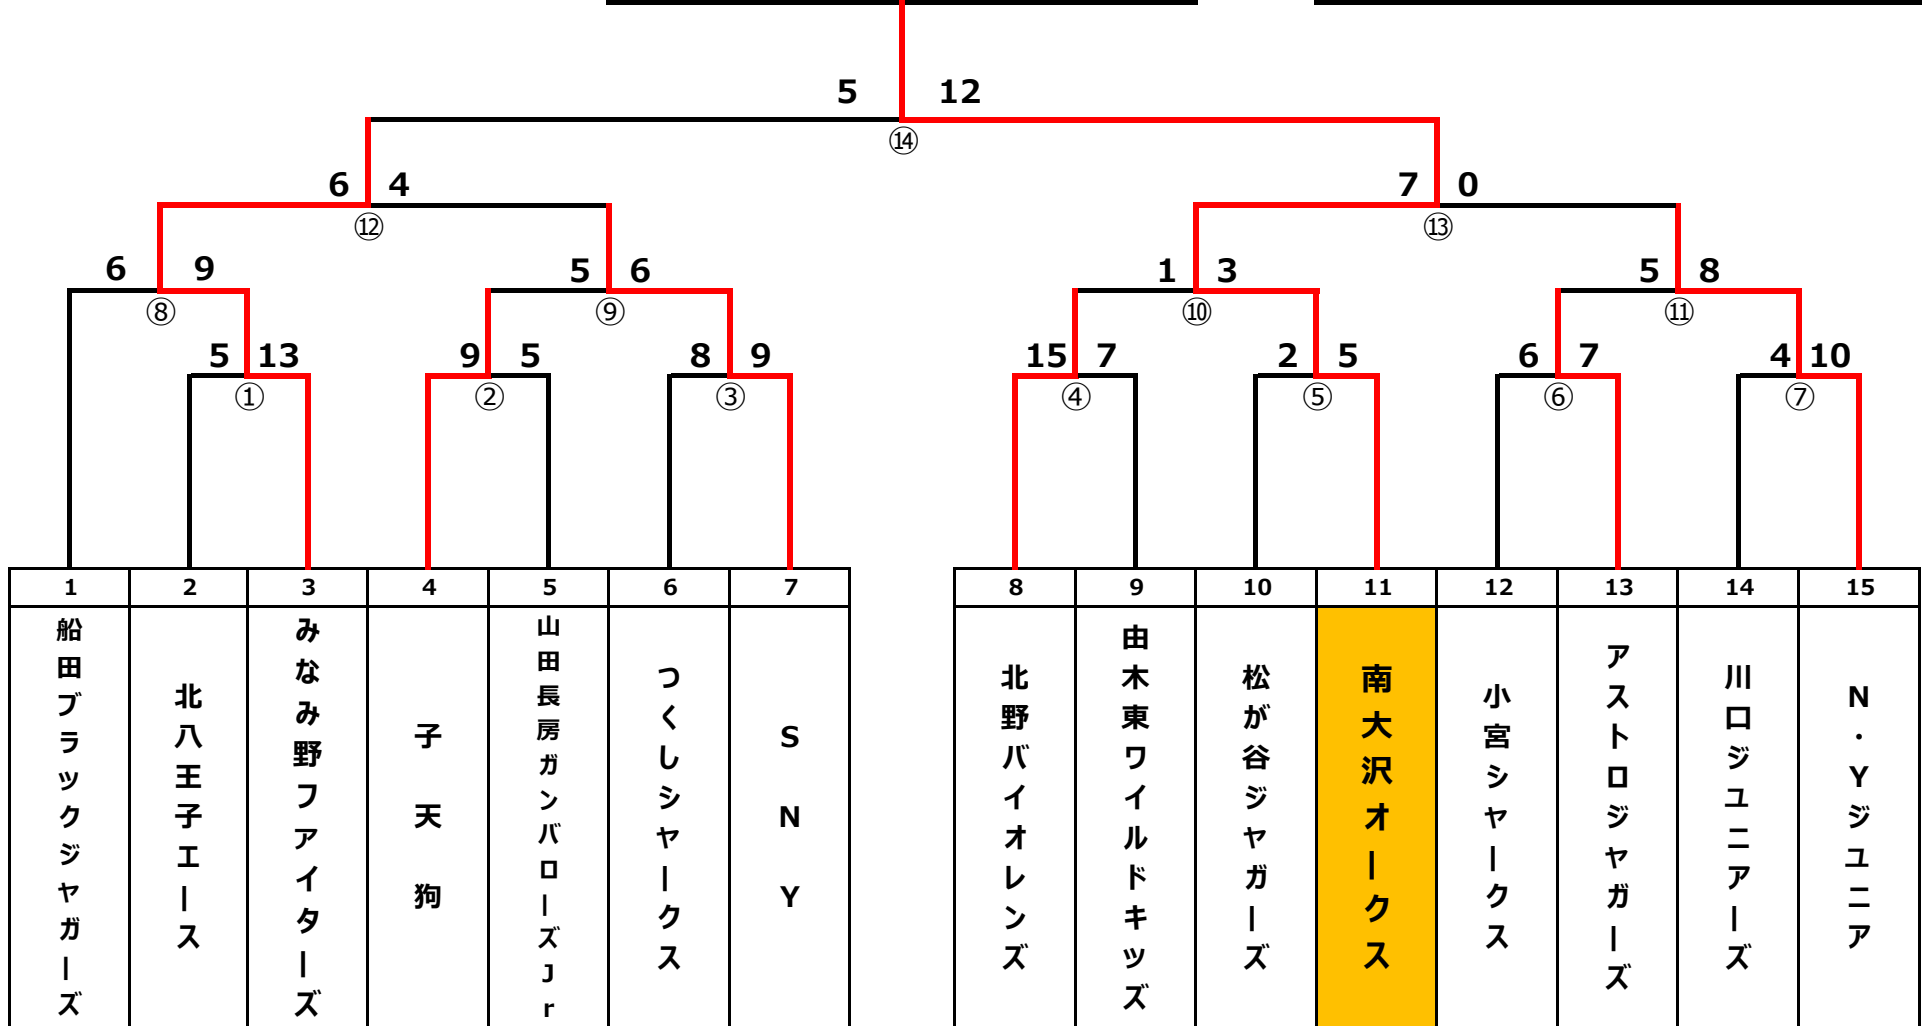 5 12
⑭
6 4
7 0
⑫
⑬
6 9
5 6
1 3
5 8
⑧
⑨
⑩
⑪
5 13
9 5
8 9
15 7
2 5
6 7
4 10
①
②
③
④
⑤
⑥
⑦
1 2 3 4 5 6 7 8 9 10 11 12 13 14 15
船田ブラックジャガーズ
北八王子エース
みなみ野ファイターズ
子天狗
山田長房ガンバローズJr
つくしシャークス
SNY
北野バイオレンズ
由木東ワイルドキッズ
松が谷ジャガーズ
南大沢オークス
小宮シャークス
アストロジャガーズ
川口ジュニアーズ
N・Yジュニア